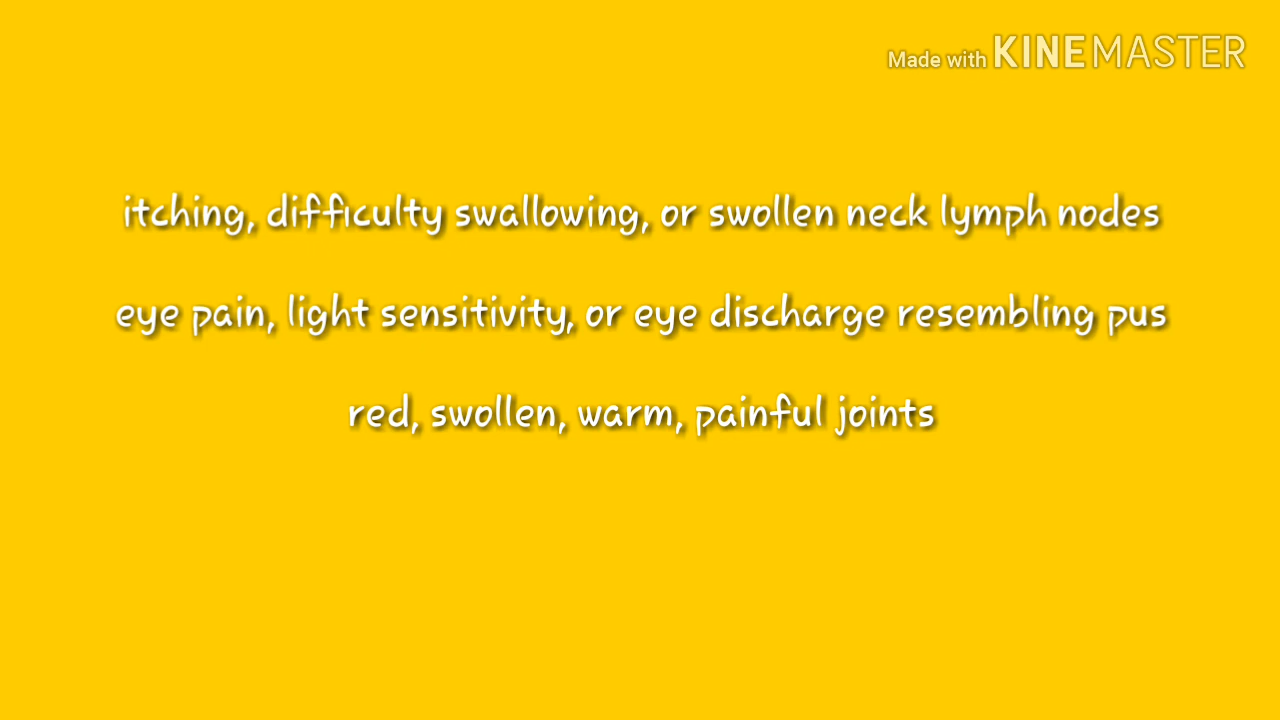 Made with KINEMASTER
itching, difficulty swallowing, or swollen neck lymph nodes
eye pain, light sensitivity, or eye discharge resembling pus
red, swollen, warm, painful joints